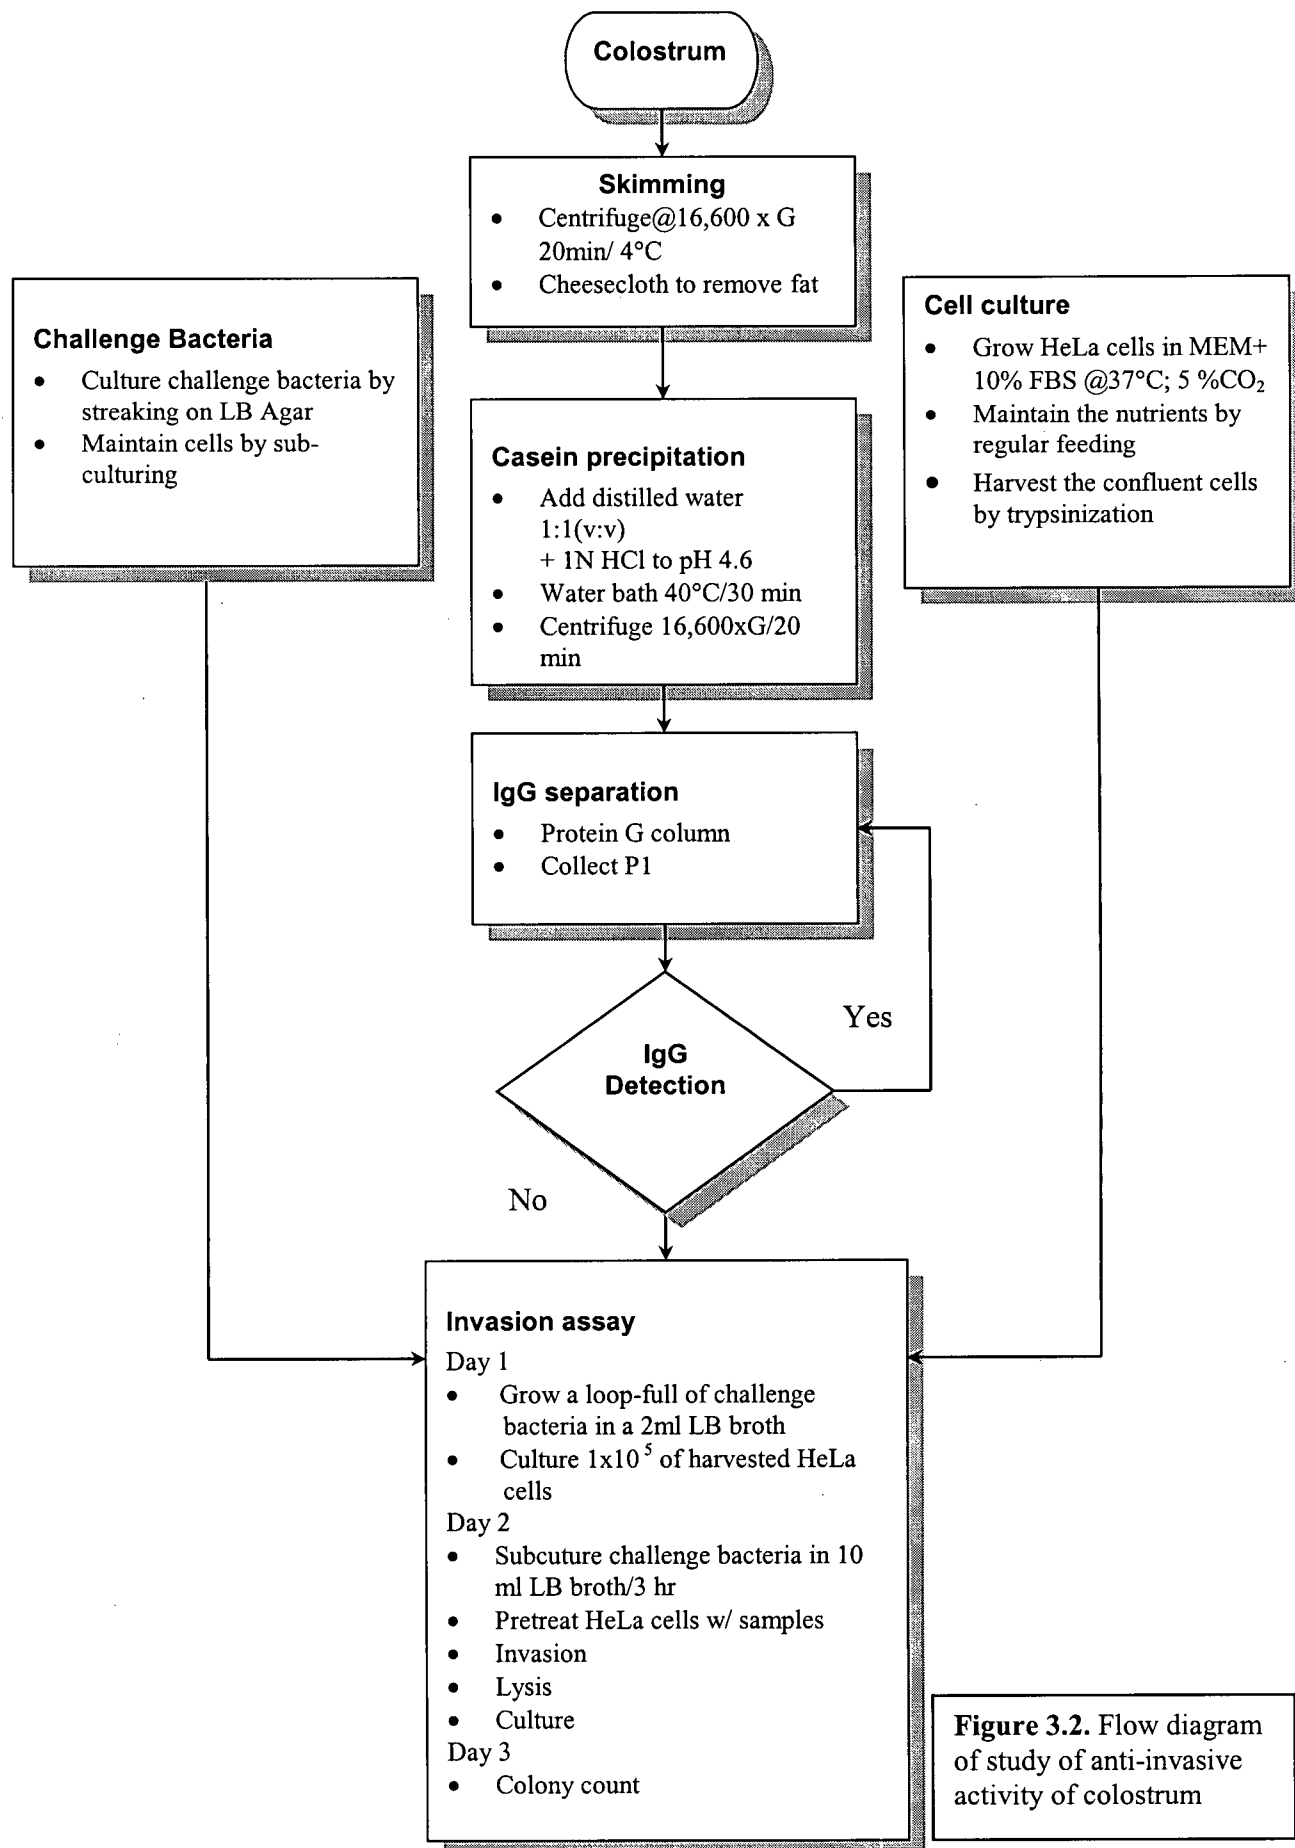 Colostrum
Skimming
• Centrifuge@16,600 x G
20min/ 4°C
• Cheesecloth to remove fat
Challenge Bacteria
• Culture challenge bacteria by
streaking on LB Agar
• Maintain cells by sub-
culturing
Cell culture
• Grow HeLa cells in MEM+
10% FBS @37°C; 5 %CO₂
• Maintain the nutrients by
regular feeding
• Harvest the confluent cells
by trypsinization
Casein precipitation
• Add distilled water
1:1(v:v)
+ 1N HCl to pH 4.6
• Water bath 40°C/30 min
• Centrifuge 16,600xG/20
min
IgG separation
• Protein G column
• Collect P1
IgG
Detection
Yes
No
Invasion assay
Day 1
• Grow a loop-full of challenge
bacteria in a 2ml LB broth
• Culture 1x10⁵ of harvested HeLa
cells
Day 2
• Subcuture challenge bacteria in 10
ml LB broth/3 hr
• Pretreat HeLa cells w/ samples
• Invasion
• Lysis
• Culture
Day 3
• Colony count
Figure 3.2. Flow diagram
of study of anti-invasive
activity of colostrum